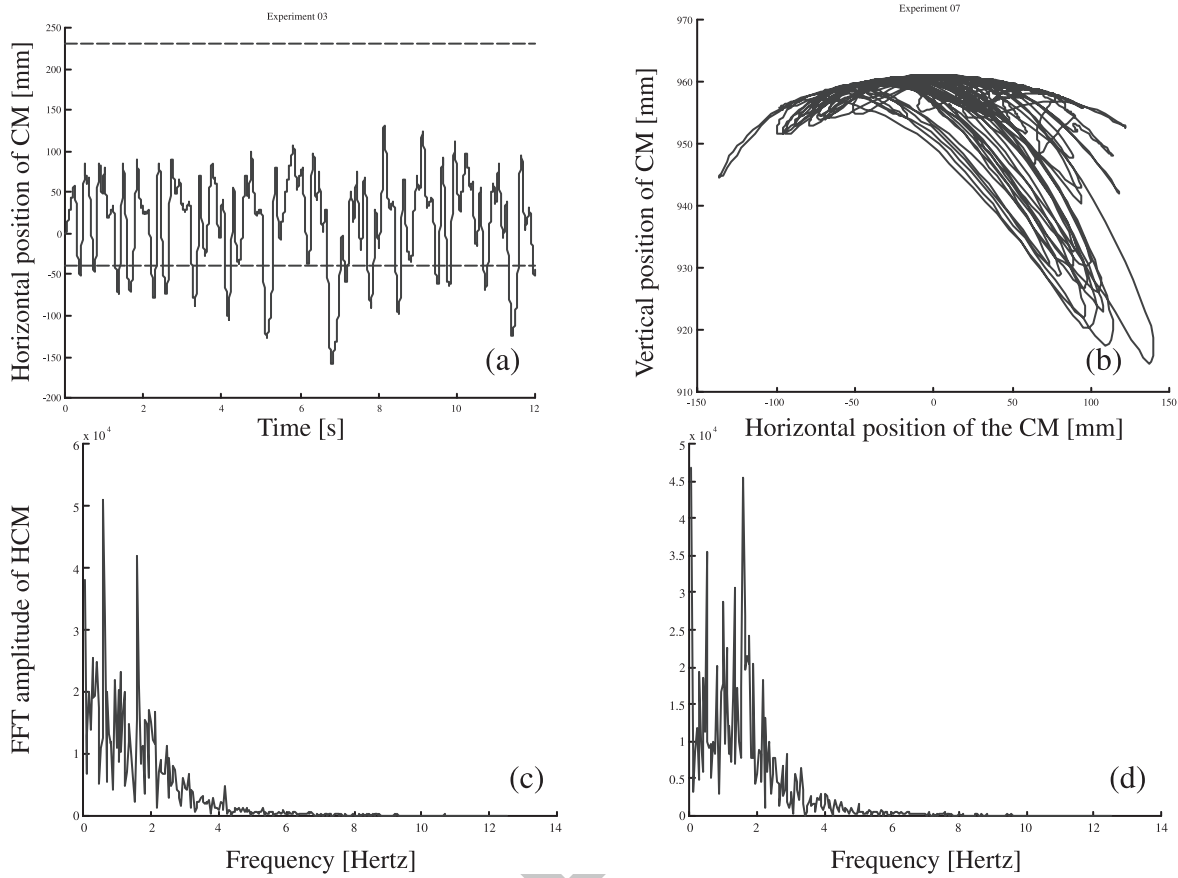 Experiment 03
Horizontal position of CM [mm]
250
200
150
100
50
0
-50
-100
-150
-200
(a)
0 2 4 6 8 10 12
Time [s]
Experiment 07
Vertical position of CM [mm]
970
960
950
940
930
920
910
(b)
-150 -100 -50 0 50 100 150
Horizontal position of the CM [mm]
x 10^4
FFT amplitude of HCM
6
5
4
3
2
1
0
(c)
0 2 4 6 8 10 12 14
Frequency [Hertz]
x 10^4
5
4.5
4
3.5
3
2.5
2
1.5
1
0.5
0
(d)
0 2 4 6 8 10 12 14
Frequency [Hertz]